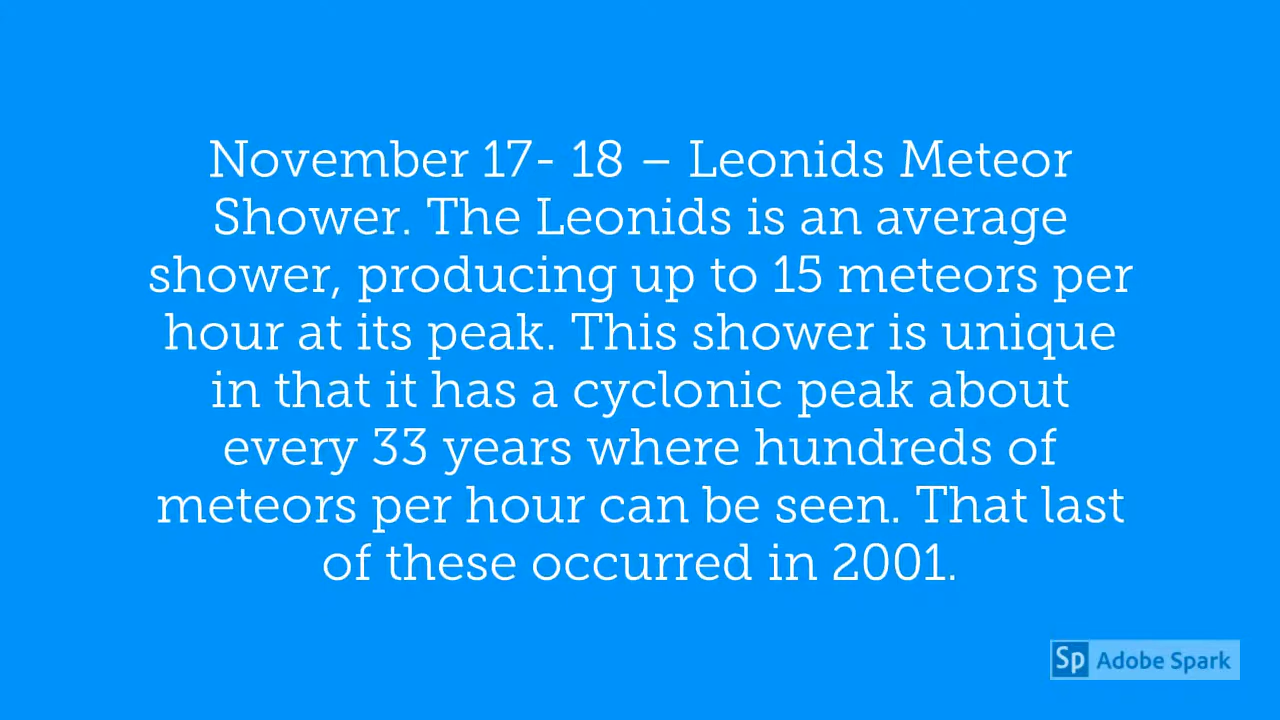 November 17- 18 – Leonids Meteor
Shower. The Leonids is an average
shower, producing up to 15 meteors per
hour at its peak. This shower is unique
in that it has a cyclonic peak about
every 33 years where hundreds of
meteors per hour can be seen. That last
of these occurred in 2001.
Sp Adobe Spark